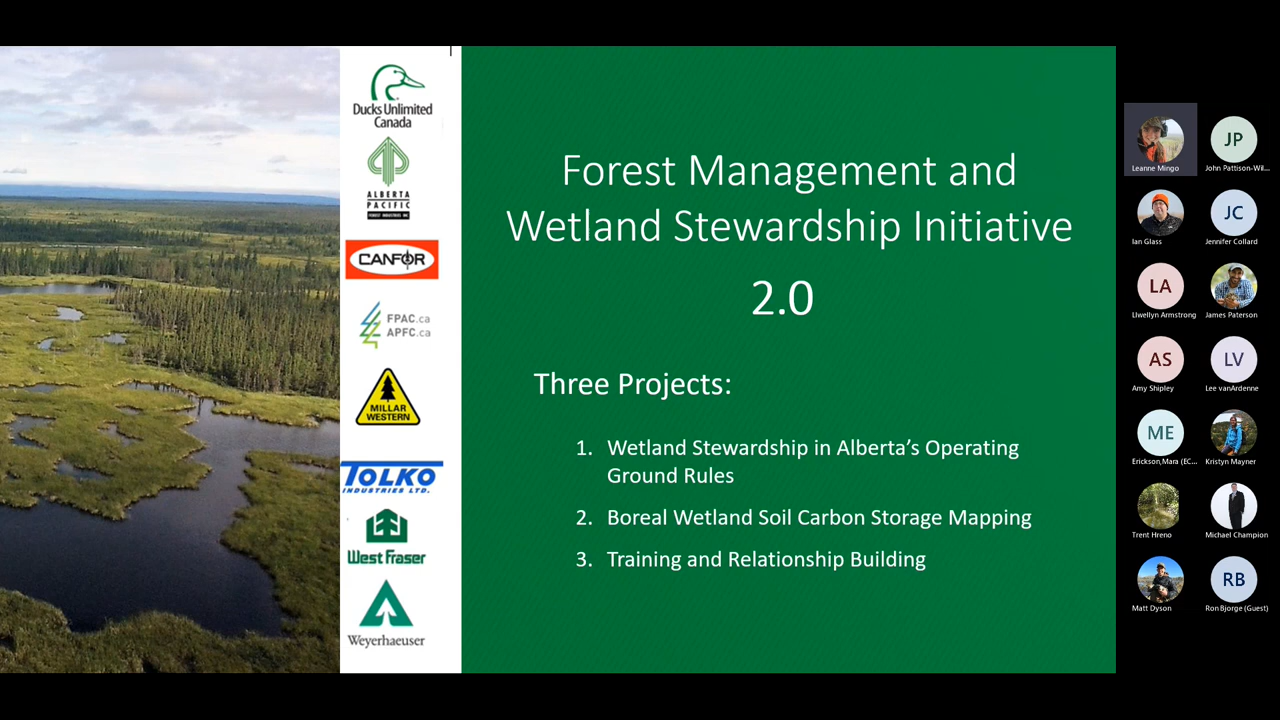 Ducks Unlimited
Canada
ALBERTA
PACIFIC
FOREST INDUSTRIES INC
CANFOR
FPAC.ca
APFC.ca
MILLAR
WESTERN
TOLKO
INDUSTRIES LTD.
West Fraser
Weyerhaeuser
Forest Management and
Wetland Stewardship Initiative
2.0
Three Projects:
1. Wetland Stewardship in Alberta's Operating
Ground Rules
2. Boreal Wetland Soil Carbon Storage Mapping
3. Training and Relationship Building
Leanne Mingo
JP
John Pattison-Wil...
Ian Glass
JC
Jennifer Collard
LA
Llwellyn Armstrong
James Paterson
AS
Amy Shipley
LV
Lee vanArdenne
ME
Erickson,Mara (EC...
Kristyn Mayner
Trent Hreno
Michael Champion
Matt Dyson
RB
Ron Bjorge (Guest)